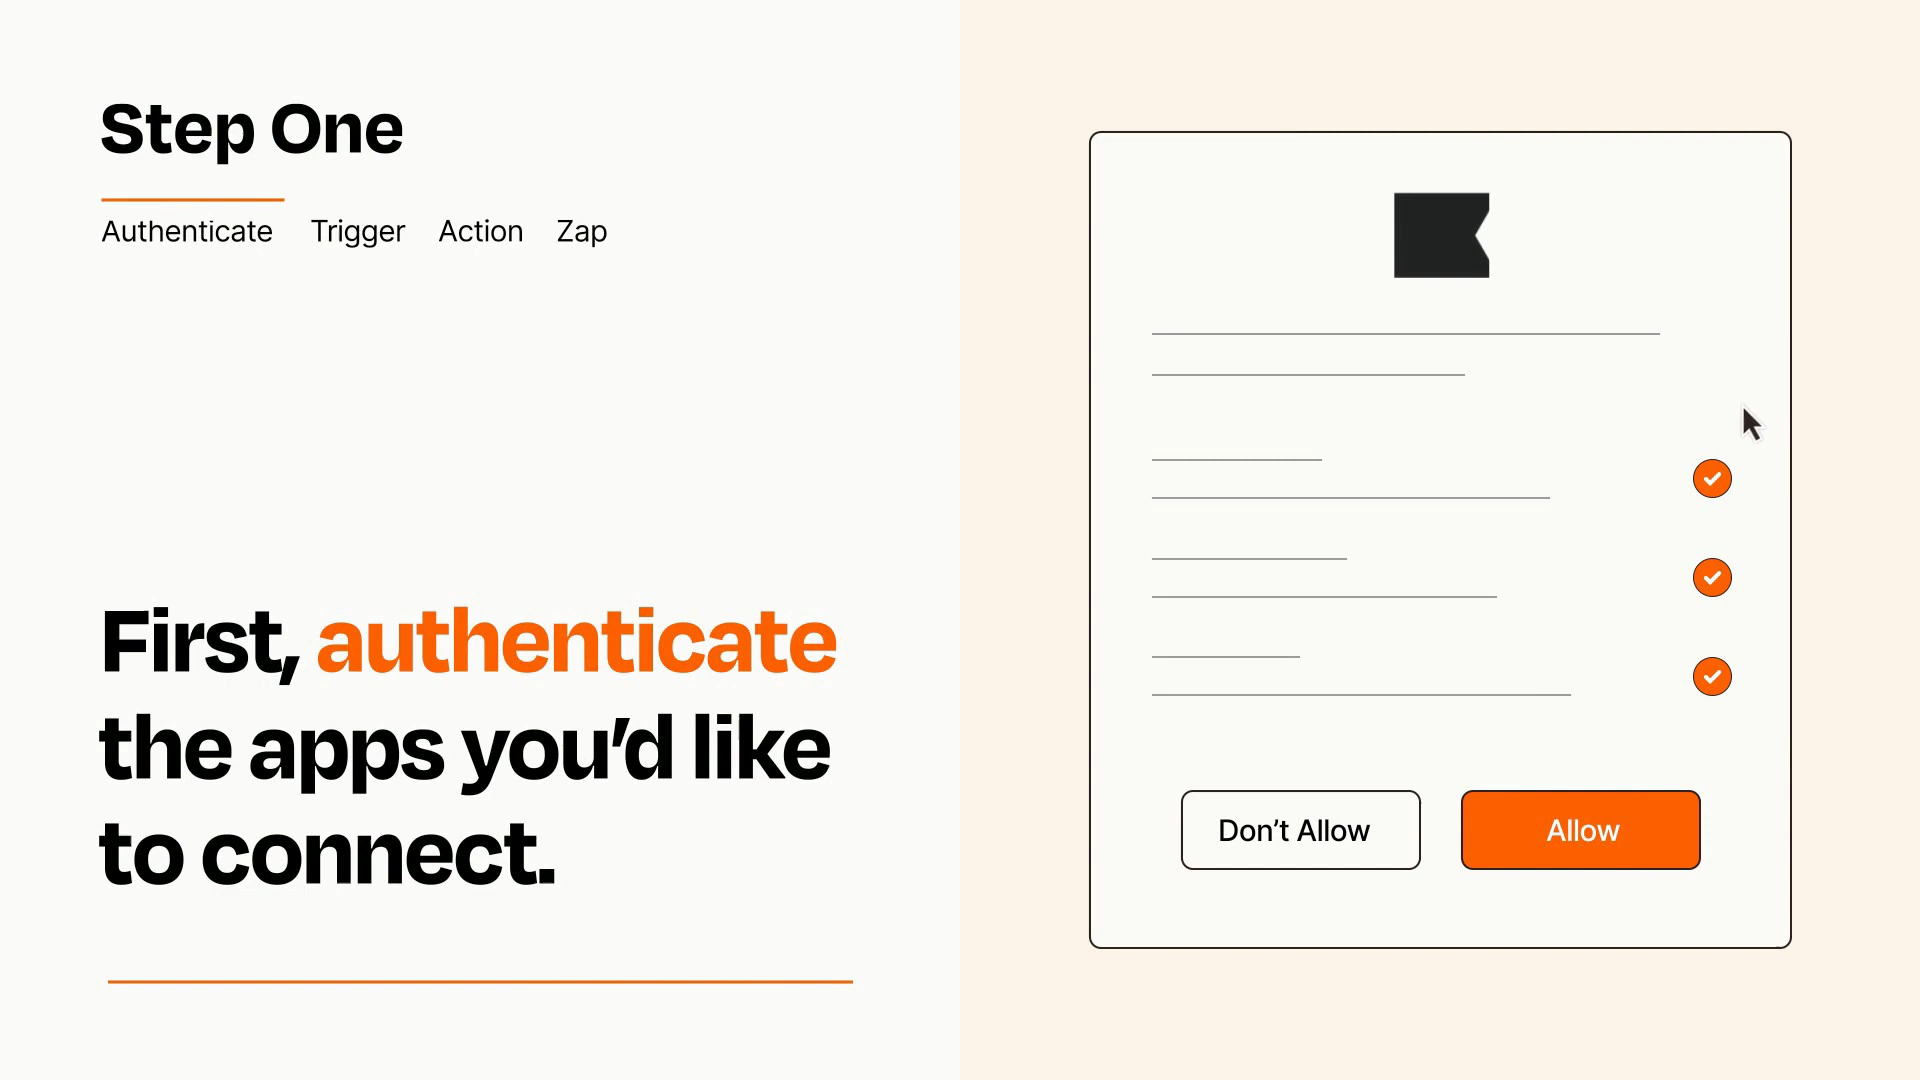 Step One
Authenticate Trigger Action Zap
First, authenticate
the apps you’d like
to connect.
Don’t Allow
Allow